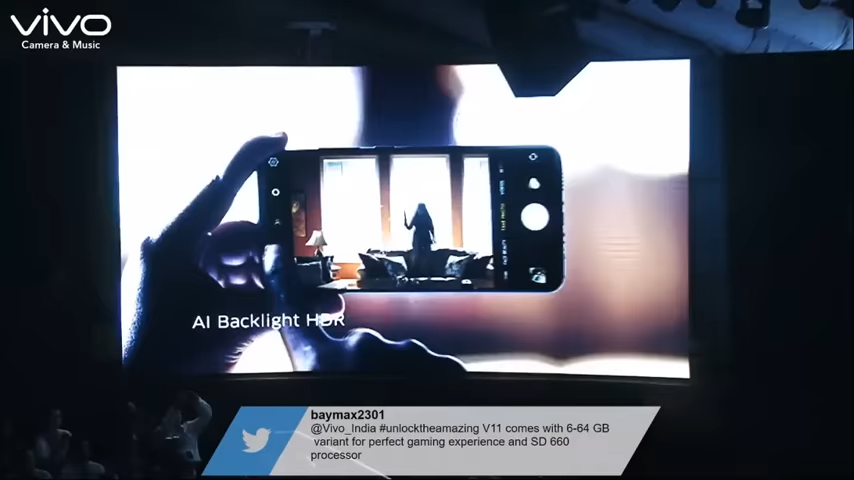 vivo
Camera & Music
AI Backlight HDR
baymax2301
@Vivo_India #unlocktheamazing V11 comes with 6-64 GB
variant for perfect gaming experience and SD 660
processor